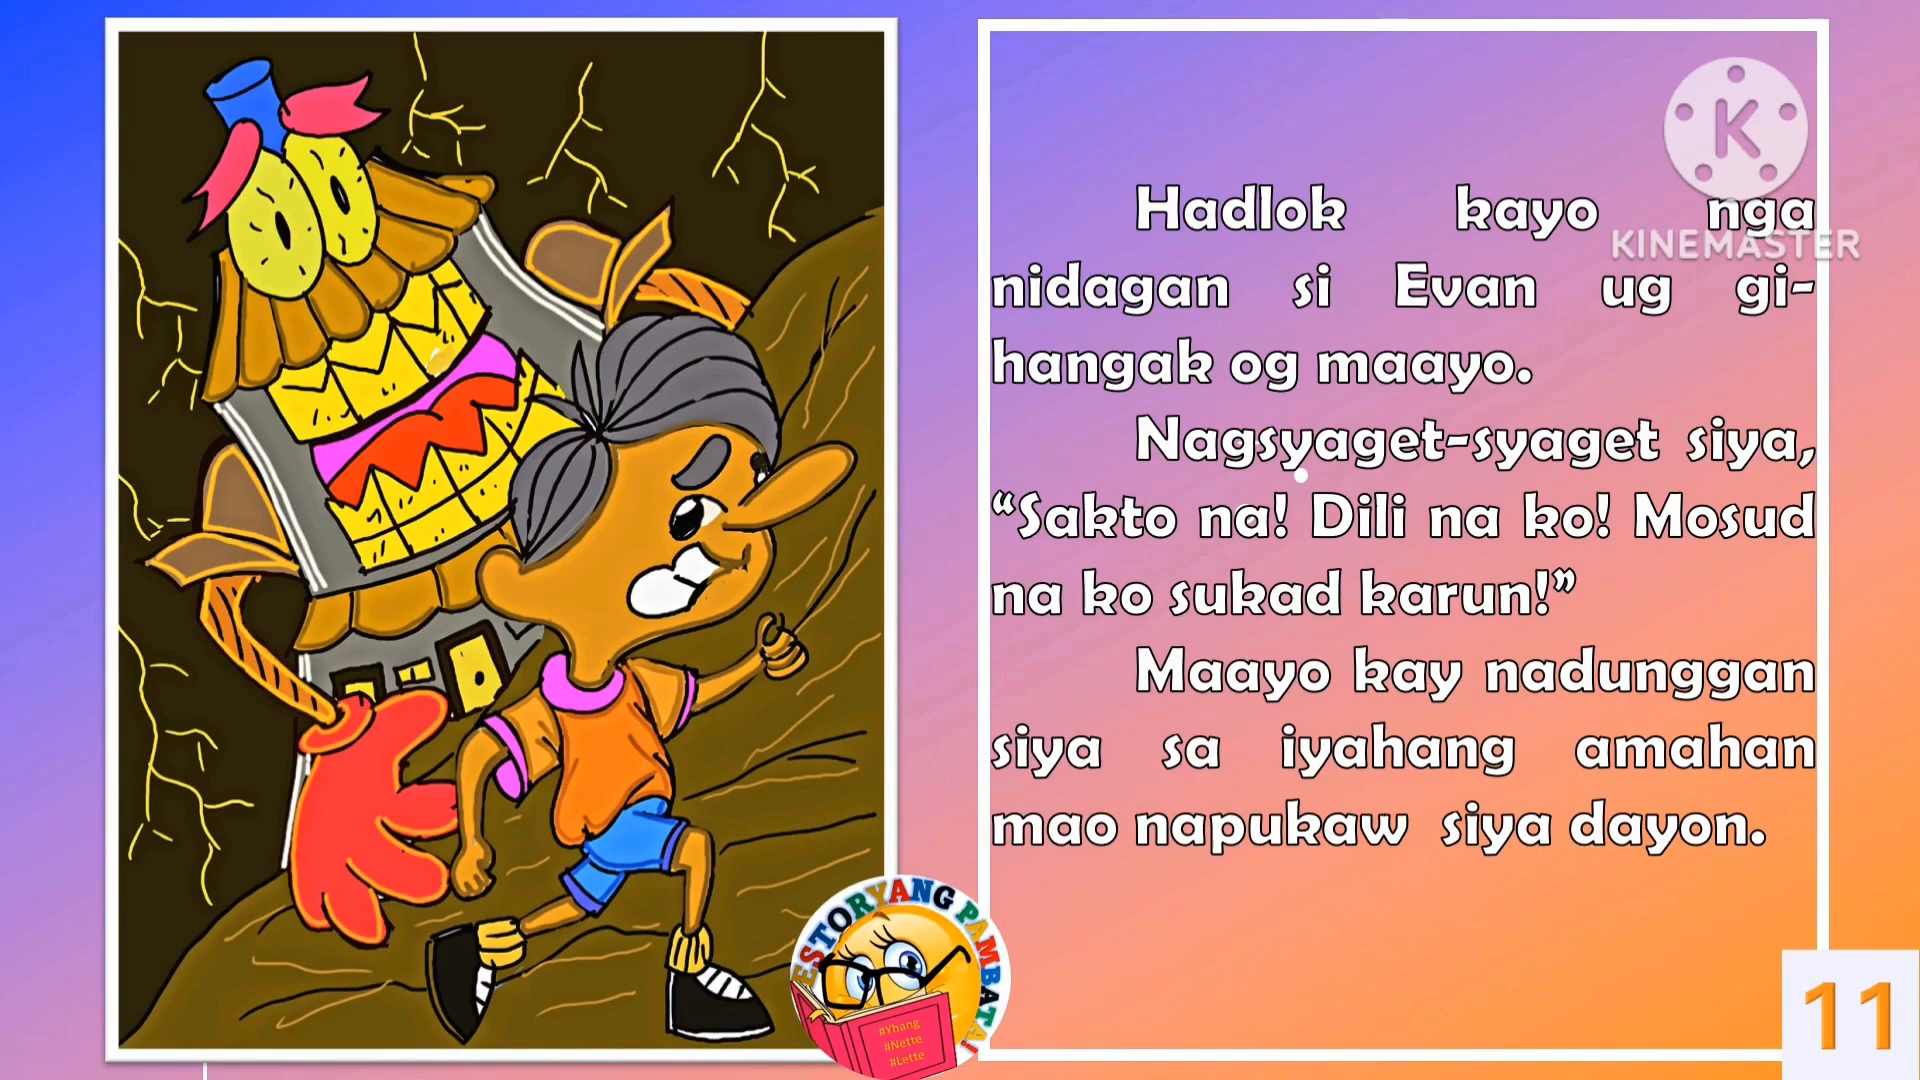 KINEMASTER
Hadlok kayo nga
nidagan si Evan ug gi-
hangak og maayo.
Nagsyaget-syaget siya,
“Sakto na! Dili na ko! Mosud
na ko sukad karun!”
Maayo kay nadunggan
siya sa iyahang amahan
mao napukaw siya dayon.
ESTORYANG PAMBATA!
#Yhang
#Nette
#Lette
11